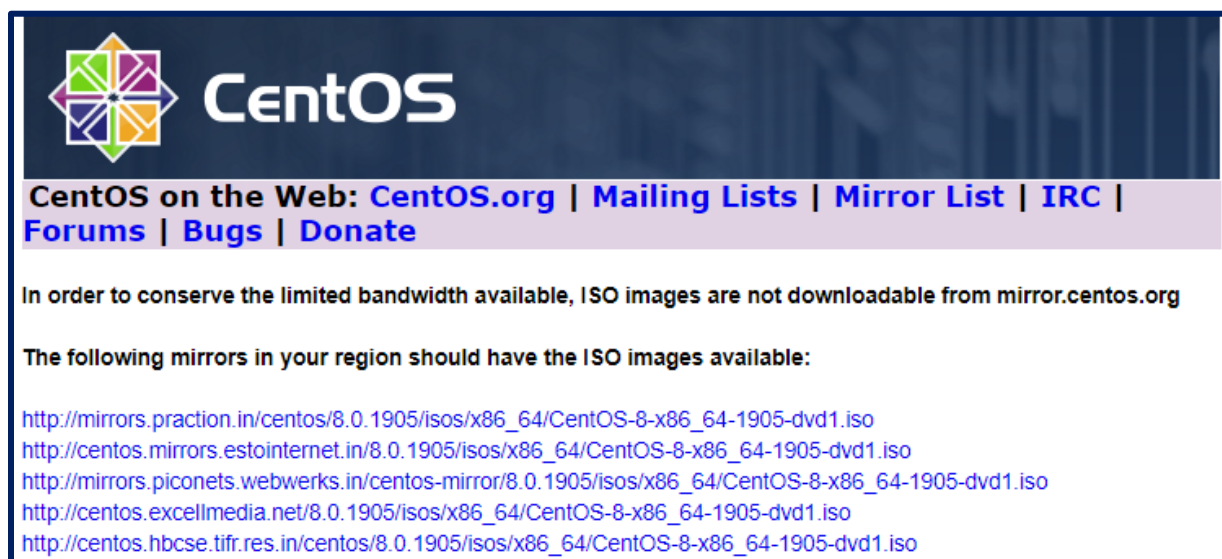 CentOS
CentOS on the Web: CentOS.org | Mailing Lists | Mirror List | IRC |
Forums | Bugs | Donate
In order to conserve the limited bandwidth available, ISO images are not downloadable from mirror.centos.org
The following mirrors in your region should have the ISO images available:
http://mirrors.praction.in/centos/8.0.1905/isos/x86_64/CentOS-8-x86_64-1905-dvd1.iso
http://centos.mirrors.estointernet.in/8.0.1905/isos/x86_64/CentOS-8-x86_64-1905-dvd1.iso
http://mirrors.piconets.webwerks.in/centos-mirror/8.0.1905/isos/x86_64/CentOS-8-x86_64-1905-dvd1.iso
http://centos.excellmedia.net/8.0.1905/isos/x86_64/CentOS-8-x86_64-1905-dvd1.iso
http://centos.hbcse.tifr.res.in/centos/8.0.1905/isos/x86_64/CentOS-8-x86_64-1905-dvd1.iso